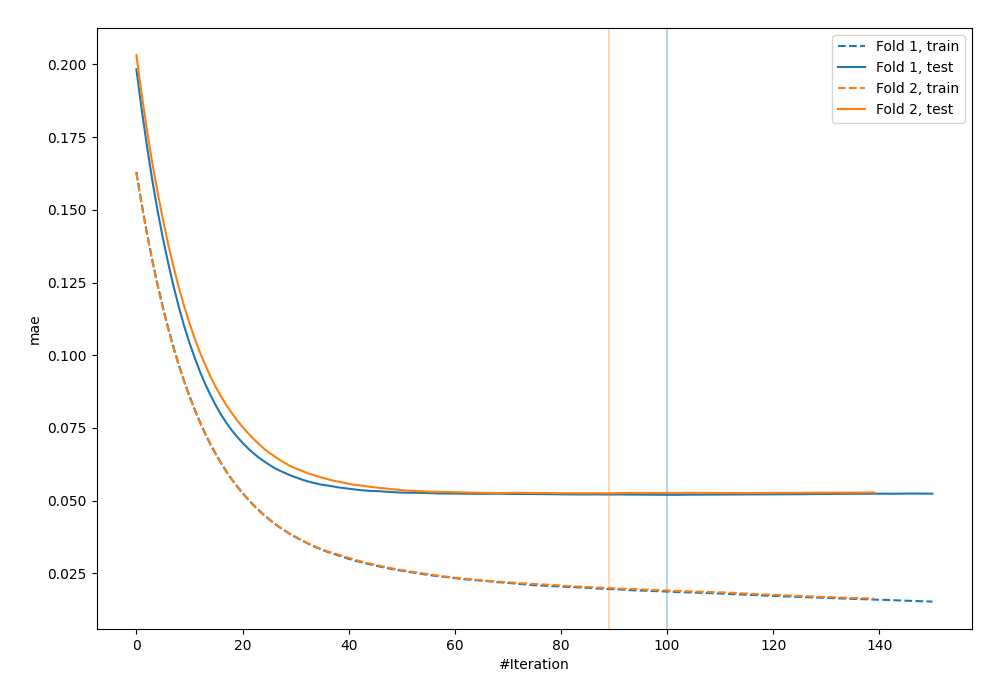 Fold 1, train
Fold 1, test
Fold 2, train
Fold 2, test
0.200
0.175
0.150
0.125
0.100
0.075
0.050
0.025
mae
0 20 40 60 80 100 120 140
#Iteration